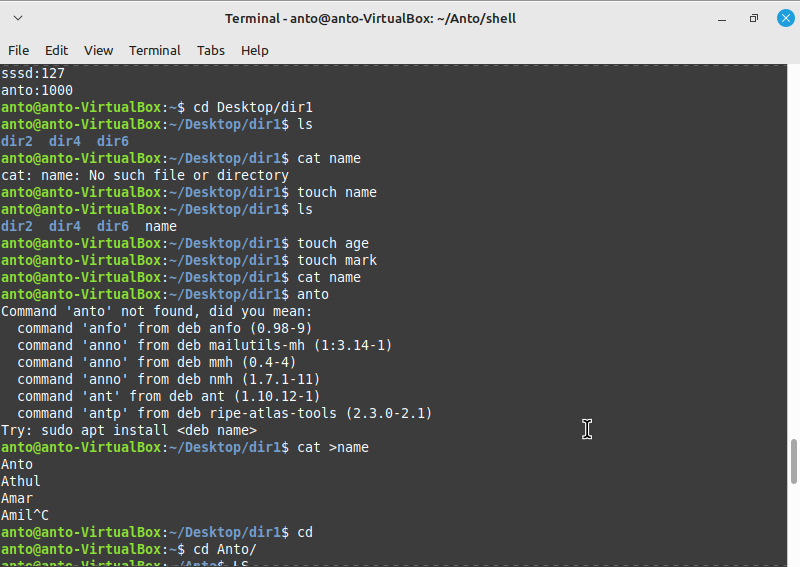 Terminal - anto@anto-VirtualBox: ~/Anto/shell
File Edit View Terminal Tabs Help
sssd:127
anto:1000
anto@anto-VirtualBox:~$ cd Desktop/dir1
anto@anto-VirtualBox:~/Desktop/dir1$ ls
dir2  dir4  dir6
anto@anto-VirtualBox:~/Desktop/dir1$ cat name
cat: name: No such file or directory
anto@anto-VirtualBox:~/Desktop/dir1$ touch name
anto@anto-VirtualBox:~/Desktop/dir1$ ls
dir2  dir4  dir6  name
anto@anto-VirtualBox:~/Desktop/dir1$ touch age
anto@anto-VirtualBox:~/Desktop/dir1$ touch mark
anto@anto-VirtualBox:~/Desktop/dir1$ cat name
anto@anto-VirtualBox:~/Desktop/dir1$ anto
Command 'anto' not found, did you mean:
  command 'anfo' from deb anfo (0.98-9)
  command 'anno' from deb mailutils-mh (1:3.14-1)
  command 'anno' from deb mmh (0.4-4)
  command 'anno' from deb nmh (1.7.1-11)
  command 'ant' from deb ant (1.10.12-1)
  command 'antp' from deb ripe-atlas-tools (2.3.0-2.1)
Try: sudo apt install <deb name>
anto@anto-VirtualBox:~/Desktop/dir1$ cat >name
Anto
Athul
Amar
Amil^C
anto@anto-VirtualBox:~/Desktop/dir1$ cd
anto@anto-VirtualBox:~$ cd Anto/
anto@anto-VirtualBox:~/Anto$ LS